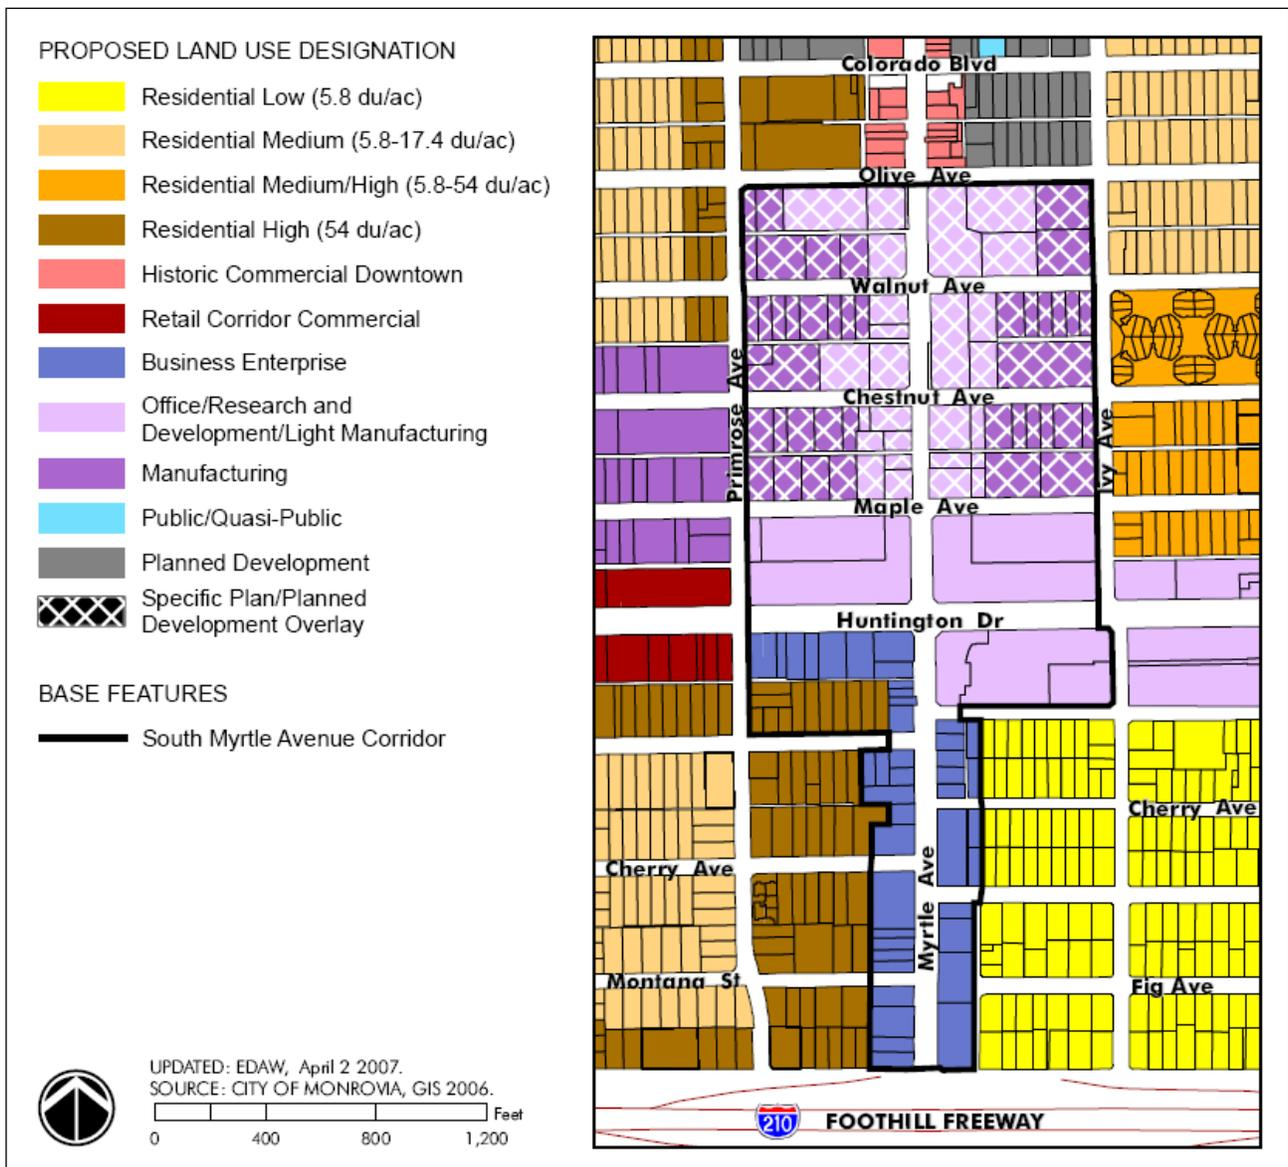 PROPOSED LAND USE DESIGNATION
Residential Low (5.8 du/ac)
Residential Medium (5.8-17.4 du/ac)
Residential Medium/High (5.8-54 du/ac)
Residential High (54 du/ac)
Historic Commercial Downtown
Retail Corridor Commercial
Business Enterprise
Office/Research and
Development/Light Manufacturing
Manufacturing
Public/Quasi-Public
Planned Development
Specific Plan/Planned
Development Overlay
BASE FEATURES
South Myrtle Avenue Corridor
UPDATED: EDAW, April 2 2007.
SOURCE: CITY OF MONROVIA, GIS 2006.
Feet
0 400 800 1,200
Colorado Blvd
Olive Ave
Walnut Ave
Primrose Ave
Chestnut Ave
Ivy Ave
Maple Ave
Huntington Dr
Cherry Ave
Myrtle Ave
Cherry Ave
Montana St
Fig Ave
210 FOOTHILL FREEWAY